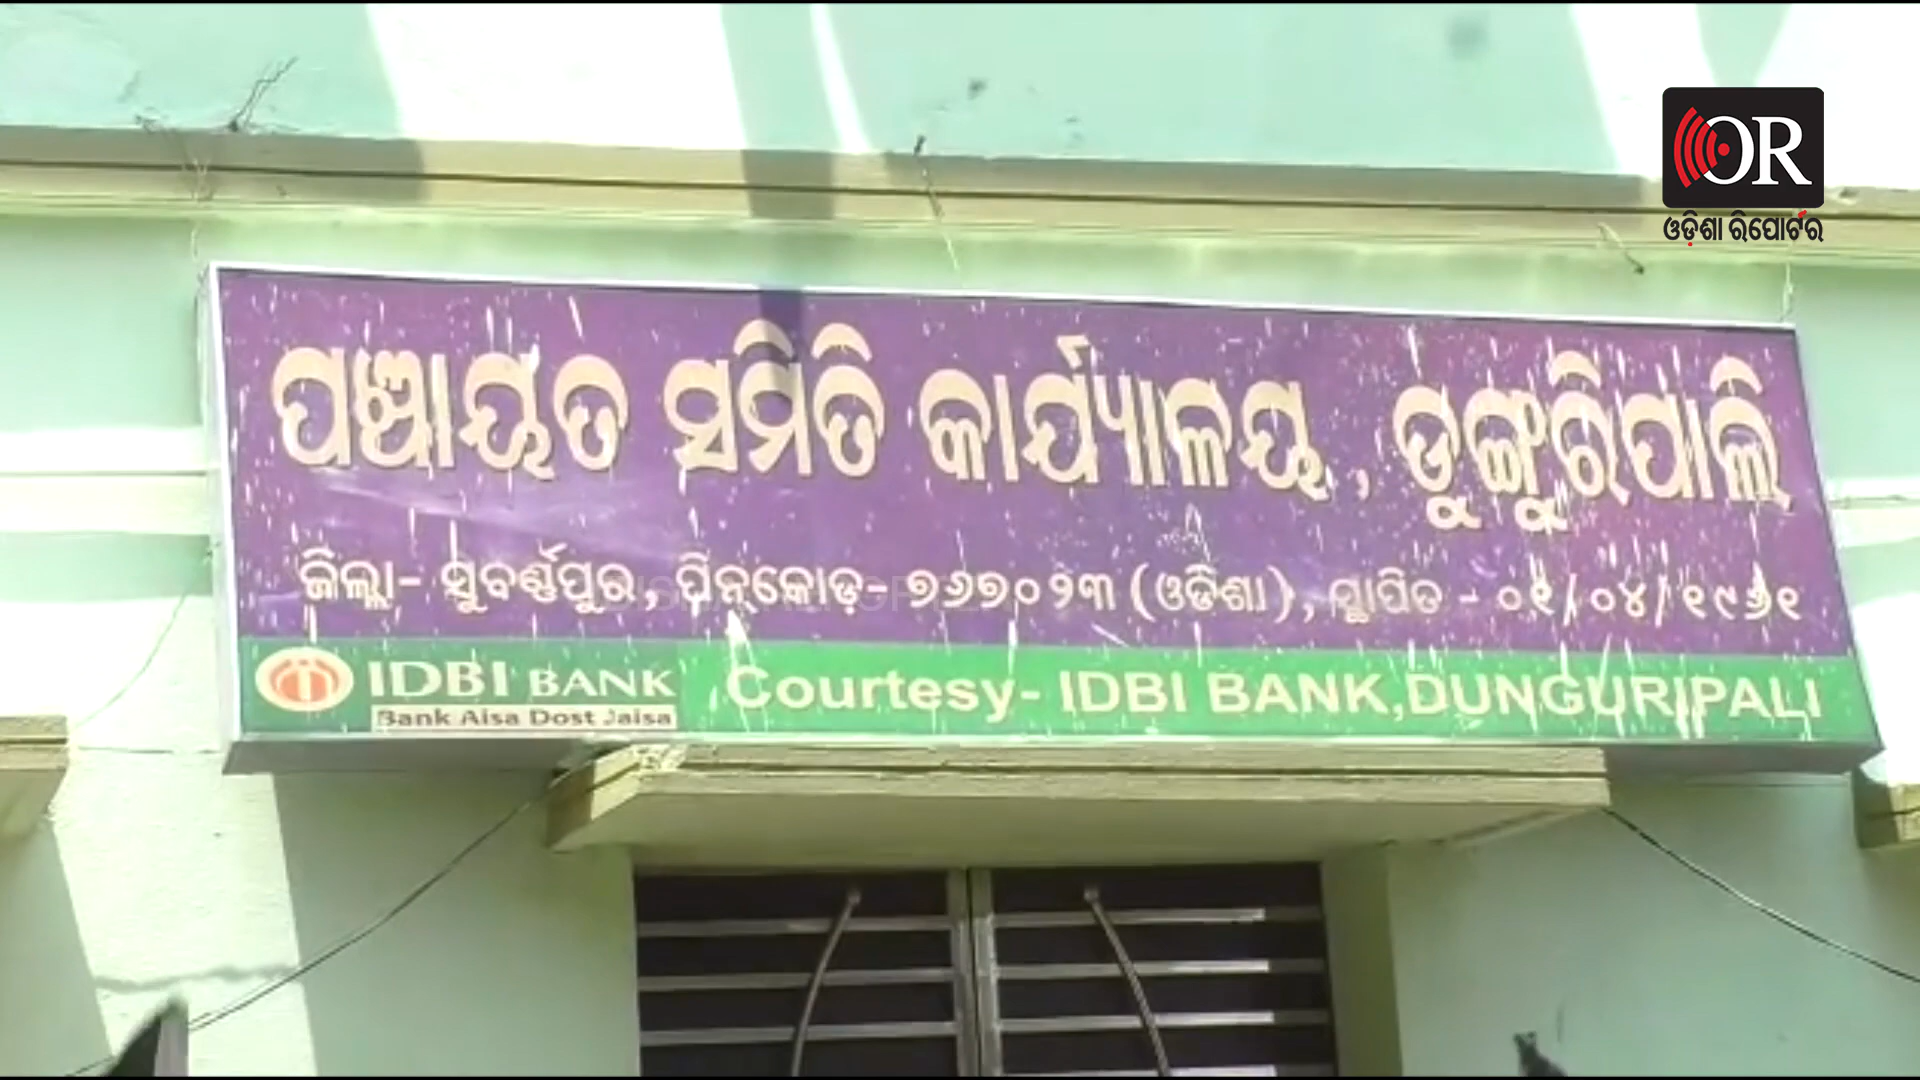 OR
ଓଡ଼ିଶା ରିପୋର୍ଟର
ପଞ୍ଚାୟତ ସମିତି କାର୍ଯ୍ୟାଳୟ, ଡୁଙ୍ଗୁରିପାଲି
ଜିଲ୍ଲା- ସୁବର୍ଣ୍ଣପୁର, ପିନ୍‌କୋଡ଼- ୭୬୭୦୨୩ (ଓଡିଶା), ସ୍ଥାପିତ - ୦୧/୦୪/୧୯୬୧
IDBI BANK
Bank Aisa Dost Jaisa
Courtesy- IDBI BANK,DUNGURIPALI